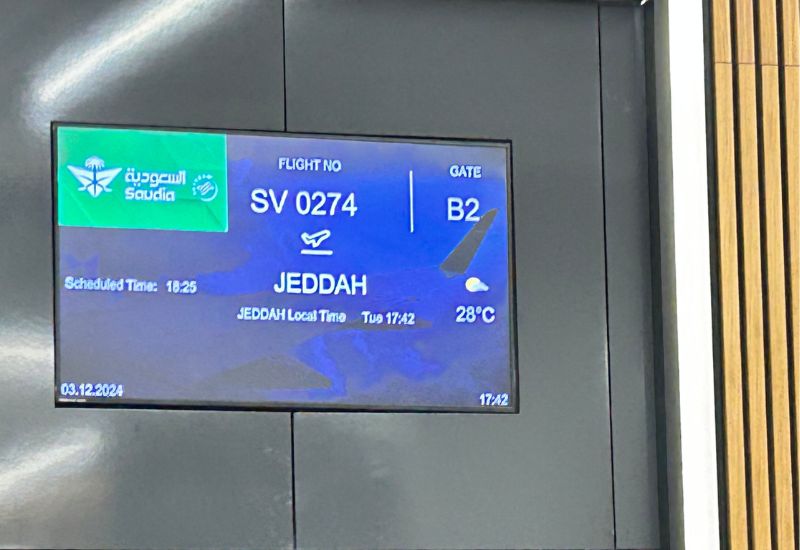 السعودية
Saudia
FLIGHT NO
SV 0274
GATE
B2
Scheduled Time: 18:25
JEDDAH
JEDDAH Local Time Tue 17:42
28°C
03.12.2024
17:42